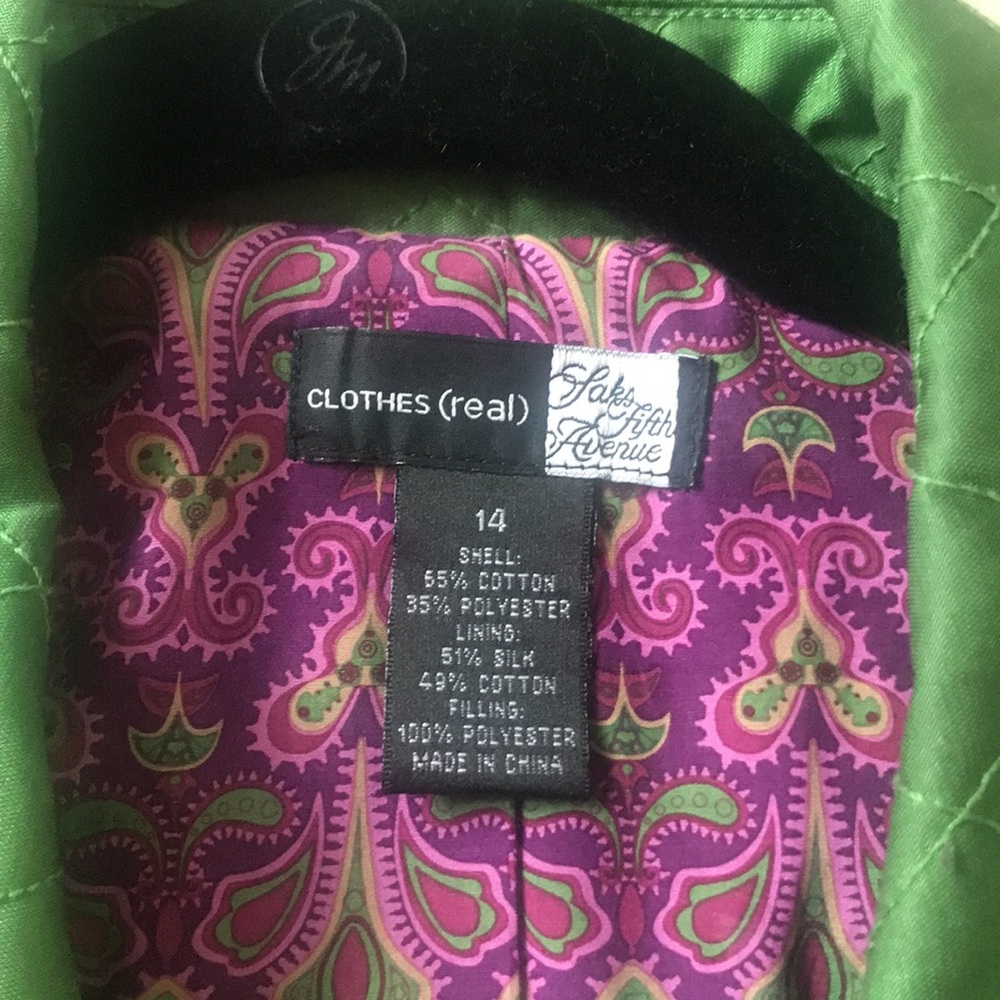 JM
CLOTHES (real)
Saks
Fifth
Avenue
14
SHELL:
65% COTTON
35% POLYESTER
LINING:
51% SILK
49% COTTON
FILLING:
100% POLYESTER
MADE IN CHINA